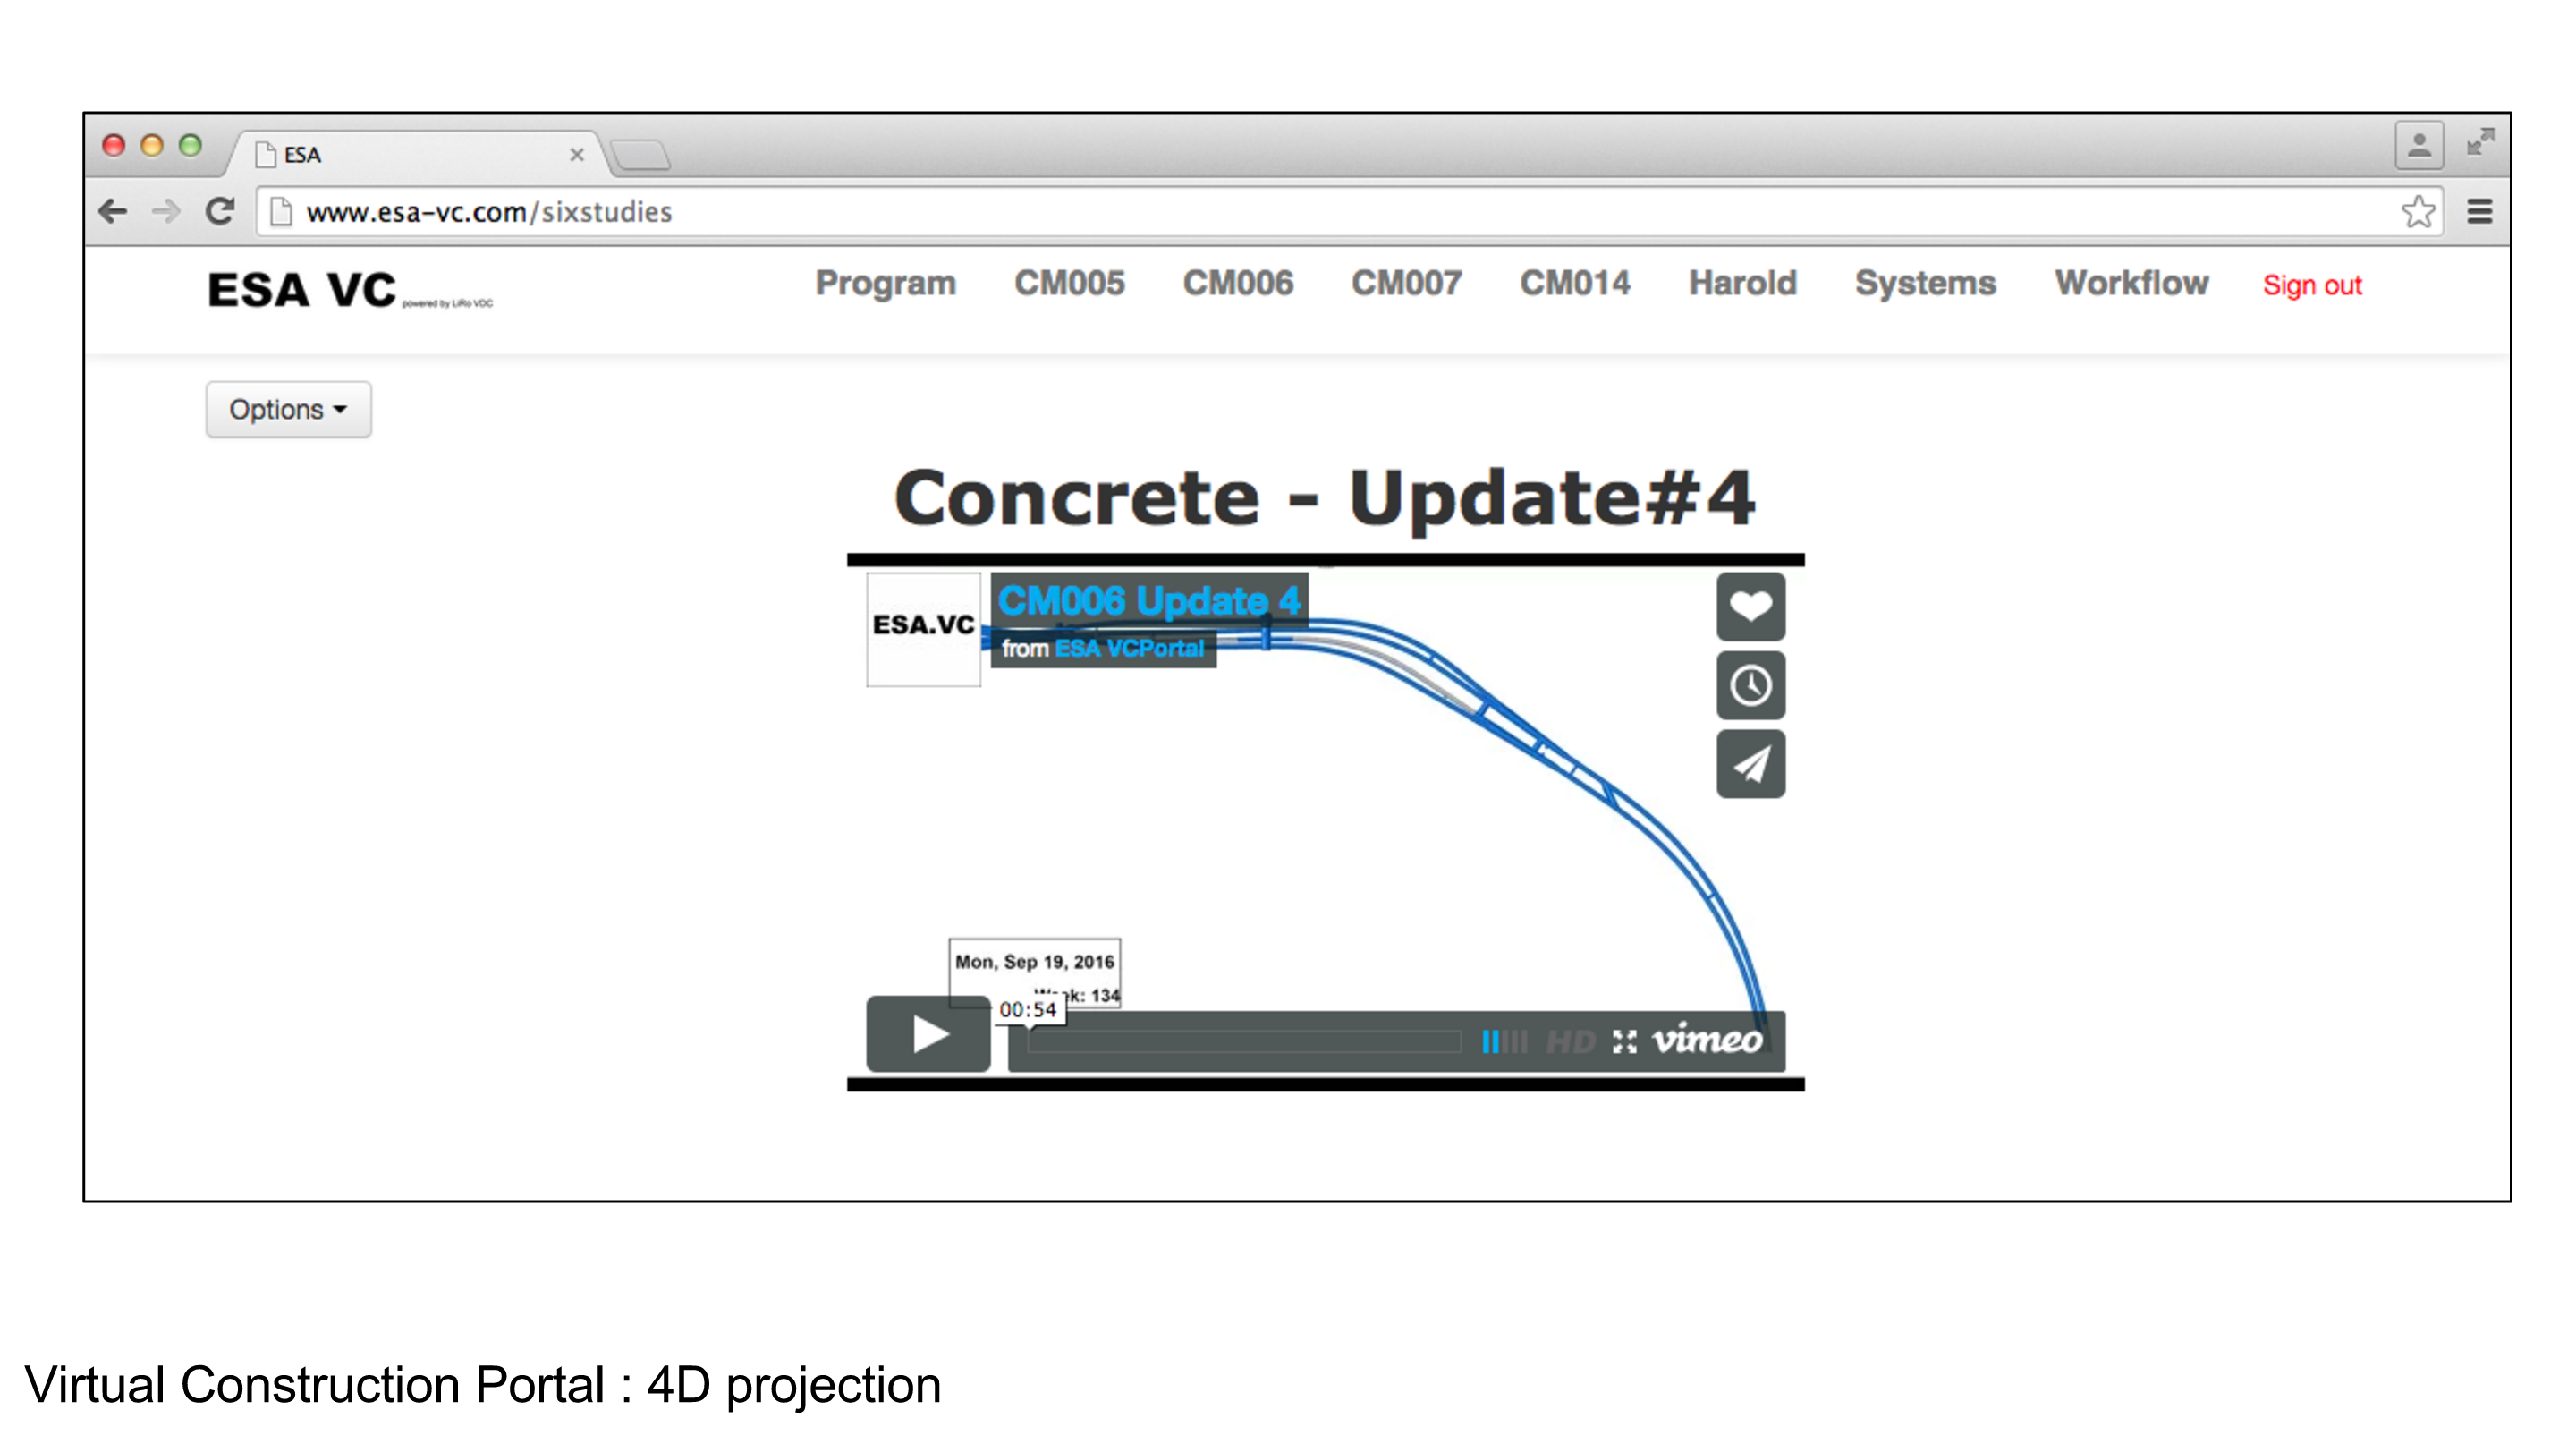 ESA
www.esa-vc.com/sixstudies
ESA VC powered by LiRo VDC
Program CM005 CM006 CM007 CM014 Harold Systems Workflow Sign out
Options
Concrete - Update#4
ESA.VC
CM006 Update 4
from ESA VCPortal
Mon, Sep 19, 2016
134
00:54
HD vimeo
Virtual Construction Portal : 4D projection